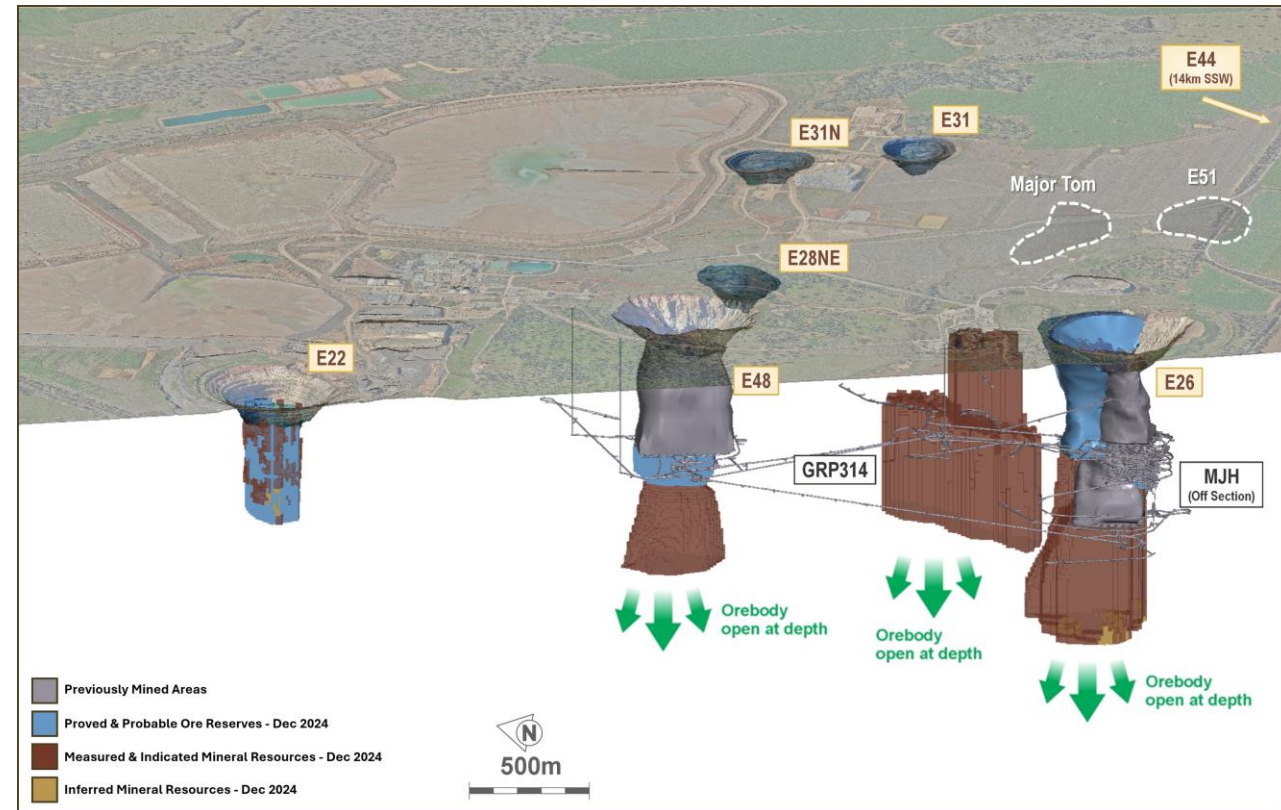 E44
(14km SSW)
E31N
E31
Major Tom
E51
E28NE
E22
E48
E26
GRP314
MJH
(Off Section)
Orebody
open at depth
Orebody
open at depth
Orebody
open at depth
Previously Mined Areas
Proved & Probable Ore Reserves - Dec 2024
Measured & Indicated Mineral Resources - Dec 2024
Inferred Mineral Resources - Dec 2024
N
500m